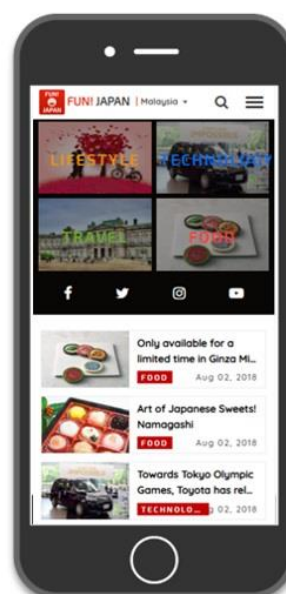 FUN! JAPAN
FUN! JAPAN | Malaysia
LIFESTYLE
TECHNOLOGY
TRAVEL
FOOD
Only available for a
limited time in Ginza Mi...
FOOD Aug 02, 2018
Art of Japanese Sweets!
Namagashi
FOOD Aug 02, 2018
Towards Tokyo Olympic
Games, Toyota has rel...
TECHNOLO... 02, 2018